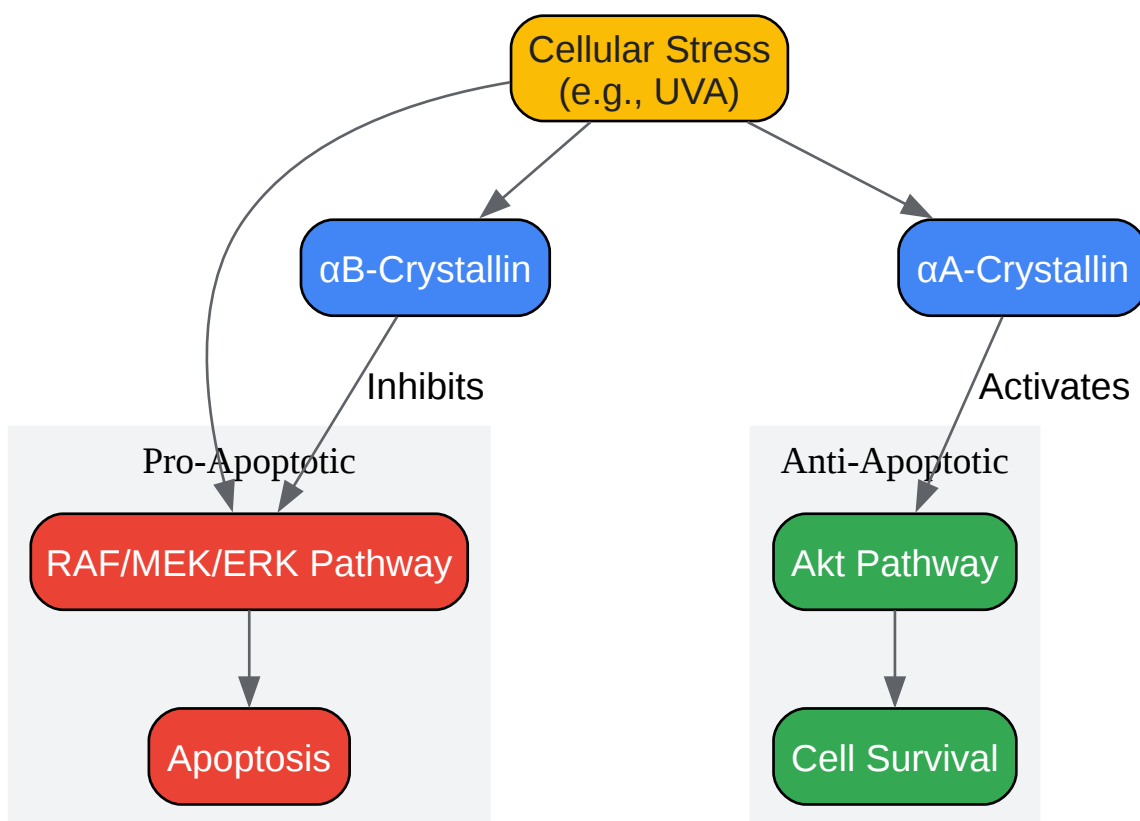 Cellular Stress
(e.g., UVA)
αB-Crystallin
αA-Crystallin
Inhibits
Activates
Pro-Apoptotic
Anti-Apoptotic
RAF/MEK/ERK Pathway
Akt Pathway
Apoptosis
Cell Survival